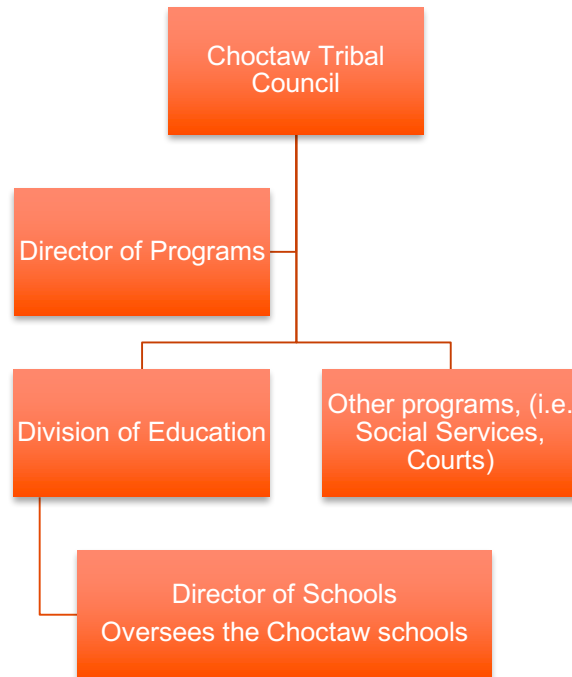 Choctaw Tribal
Council
Director of Programs
Division of Education
Other programs, (i.e.
Social Services,
Courts)
Director of Schools
Oversees the Choctaw schools